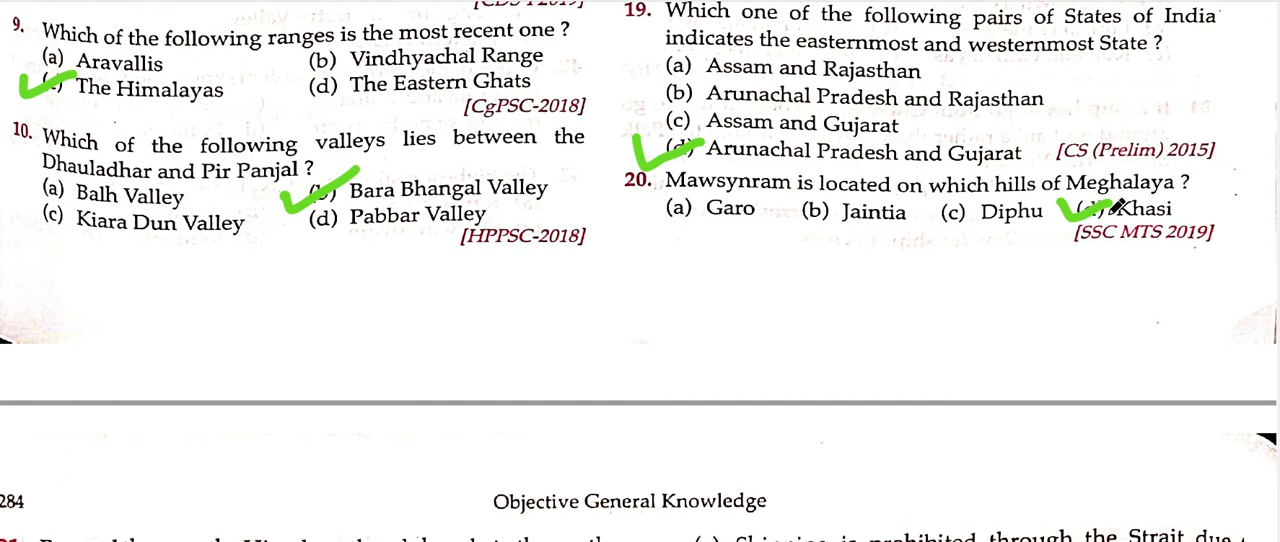 9. Which of the following ranges is the most recent one ?
(a) Aravallis (b) Vindhyachal Range
The Himalayas (d) The Eastern Ghats
[CgPSC-2018]
10. Which of the following valleys lies between the
Dhauladhar and Pir Panjal ?
(a) Balh Valley (b) Bara Bhangal Valley
(c) Kiara Dun Valley (d) Pabbar Valley
[HPPSC-2018]
19. Which one of the following pairs of States of India
indicates the easternmost and westernmost State ?
(a) Assam and Rajasthan
(b) Arunachal Pradesh and Rajasthan
(c) Assam and Gujarat
(d) Arunachal Pradesh and Gujarat [CS (Prelim) 2015]
20. Mawsynram is located on which hills of Meghalaya ?
(a) Garo (b) Jaintia (c) Diphu (d) Khasi
[SSC MTS 2019]
284 Objective General Knowledge
prohibited through the Strait due